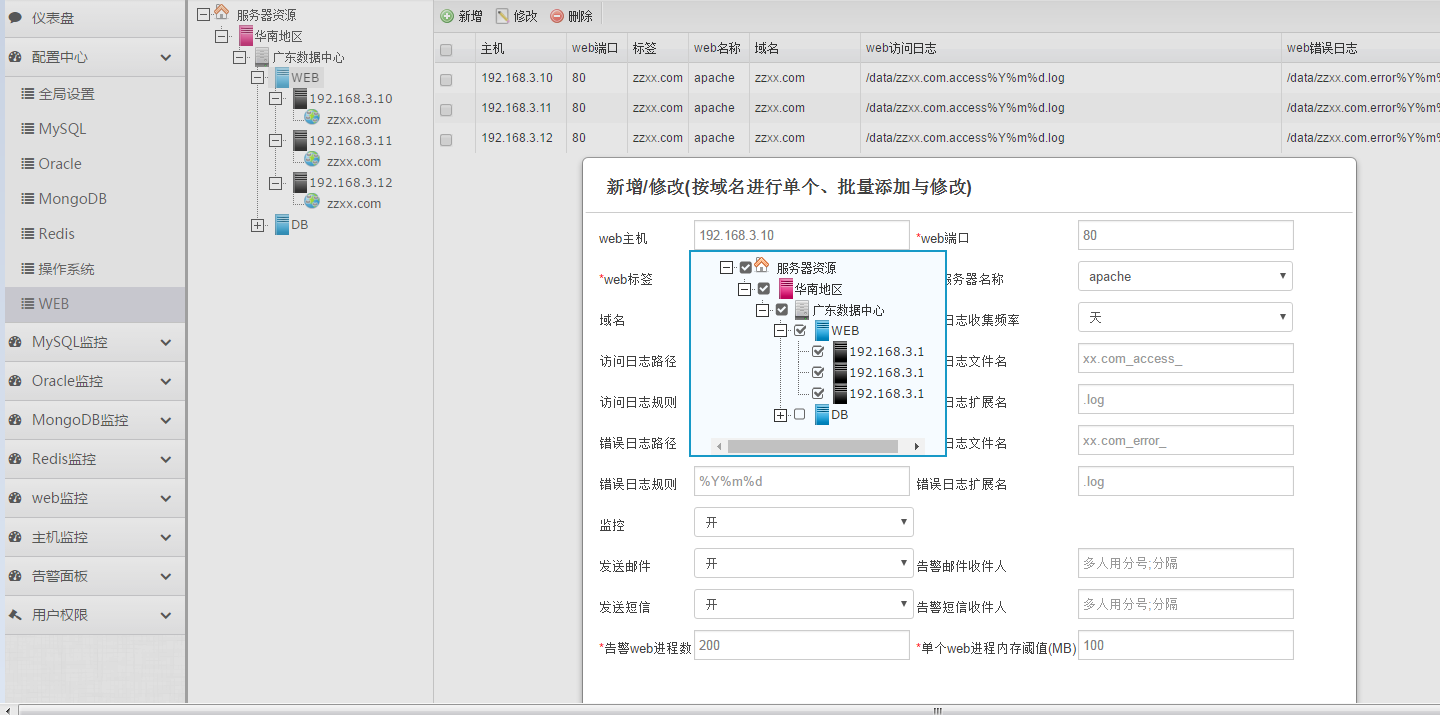 仪表盘
配置中心
全局设置
MySQL
Oracle
MongoDB
Redis
操作系统
WEB
MySQL监控
Oracle监控
MongoDB监控
Redis监控
web监控
主机监控
告警面板
用户权限
服务器资源
华南地区
广东数据中心
WEB
192.168.3.10
zzxx.com
192.168.3.11
zzxx.com
192.168.3.12
zzxx.com
DB
新增 修改 删除
主机 web端口 标签 web名称 域名 web访问日志 web错误日志
192.168.3.10 80 zzxx.com apache zzxx.com /data/zzxx.com.access%Y%m%d.log /data/zzxx.com.error%Y%m%
192.168.3.11 80 zzxx.com apache zzxx.com /data/zzxx.com.access%Y%m%d.log /data/zzxx.com.error%Y%m%
192.168.3.12 80 zzxx.com apache zzxx.com /data/zzxx.com.access%Y%m%d.log /data/zzxx.com.error%Y%m%
新增/修改(按域名进行单个、批量添加与修改)
web主机 192.168.3.10 *web端口 80
*web标签 服务器名称 apache
域名 日志收集频率 天
访问日志路径 日志文件名 xx.com_access_
访问日志规则 日志扩展名 .log
错误日志路径 日志文件名 xx.com_error_
服务器资源
华南地区
广东数据中心
WEB
192.168.3.1
192.168.3.1
192.168.3.1
DB
错误日志规则 %Y%m%d 错误日志扩展名 .log
监控 开
发送邮件 开 告警邮件收件人 多人用分号;分隔
发送短信 开 告警短信收件人 多人用分号;分隔
*告警web进程数 200 *单个web进程内存阈值(MB) 100